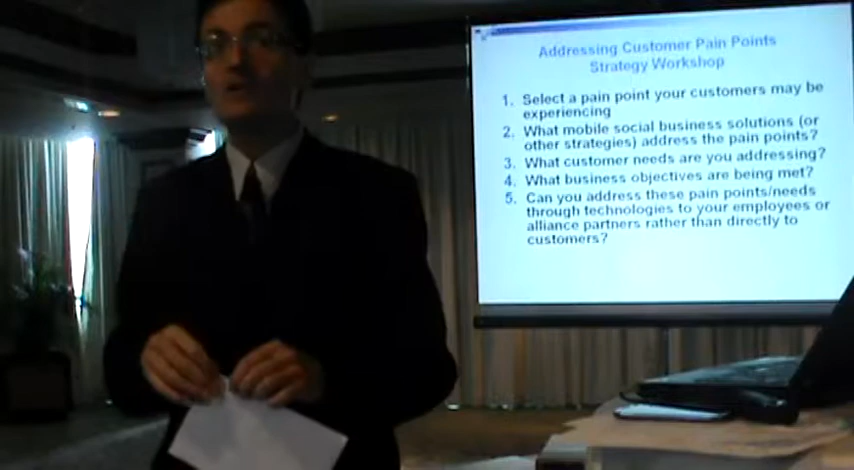 Addressing Customer Pain Points
Strategy Workshop
1. Select a pain point your customers may be
experiencing
2. What mobile social business solutions (or
other strategies) address the pain points?
3. What customer needs are you addressing?
4. What business objectives are being met?
5. Can you address these pain points/needs
through technologies to your employees or
alliance partners rather than directly to
customers?